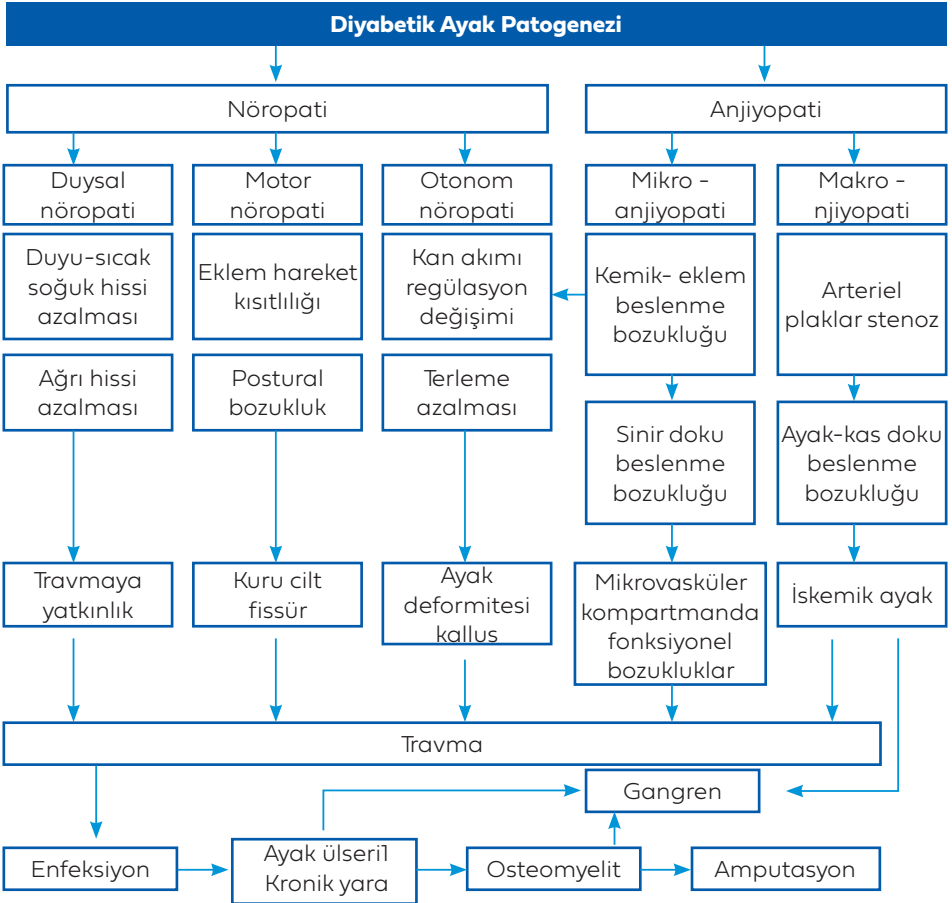 Diyabetik Ayak Patogenezi
Nöropati
Anjiyopati
Duysal
nöropati
Motor
nöropati
Otonom
nöropati
Mikro -
anjiyopati
Makro -
njiyopati
Duyu-sıcak
soğuk hissi
azalması
Eklem hareket
kısıtlılığı
Kan akımı
regülasyon
değişimi
Kemik- eklem
beslenme
bozukluğu
Arteriel
plaklar stenoz
Ağrı hissi
azalması
Postural
bozukluk
Terleme
azalması
Sinir doku
beslenme
bozukluğu
Ayak-kas doku
beslenme
bozukluğu
Travmaya
yatkınlık
Kuru cilt
fissür
Ayak
deformitesi
kallus
Mikrovasküler
kompartmanda
fonksiyonel
bozukluklar
İskemik ayak
Travma
Gangren
Enfeksiyon
Ayak ülseri1
Kronik yara
Osteomyelit
Amputasyon